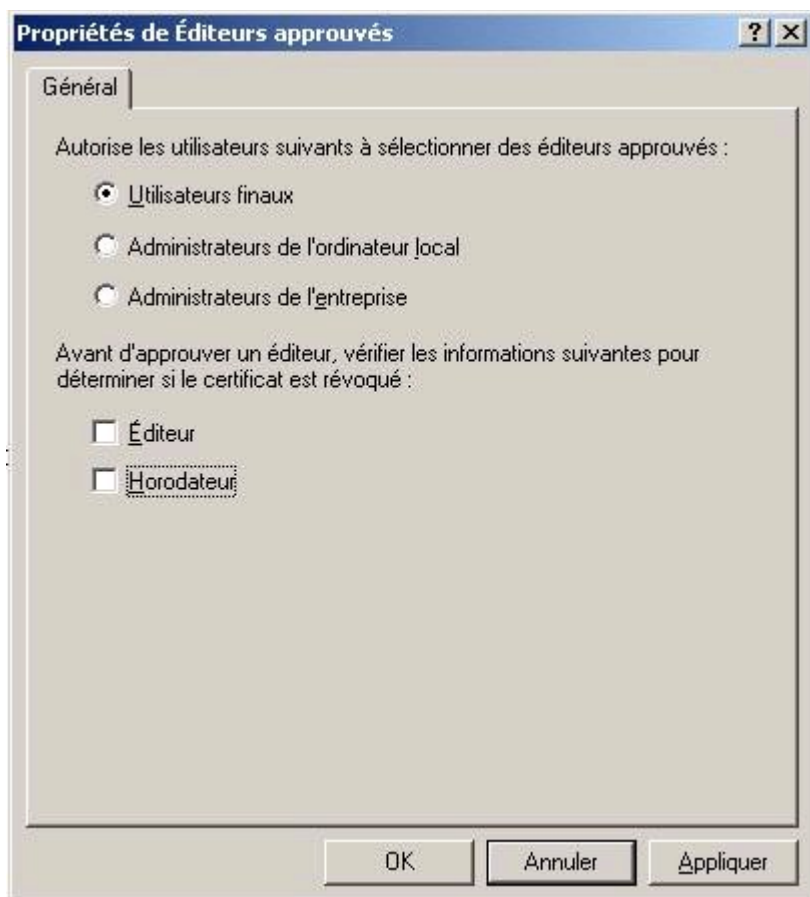 Propriétés de Éditeurs approuvés
Général
Autorise les utilisateurs suivants à sélectionner des éditeurs approuvés :
Utilisateurs finaux
Administrateurs de l'ordinateur local
Administrateurs de l'entreprise
Avant d'approuver un éditeur, vérifier les informations suivantes pour
déterminer si le certificat est révoqué :
Éditeur
Horodateur
OK Annuler Appliquer